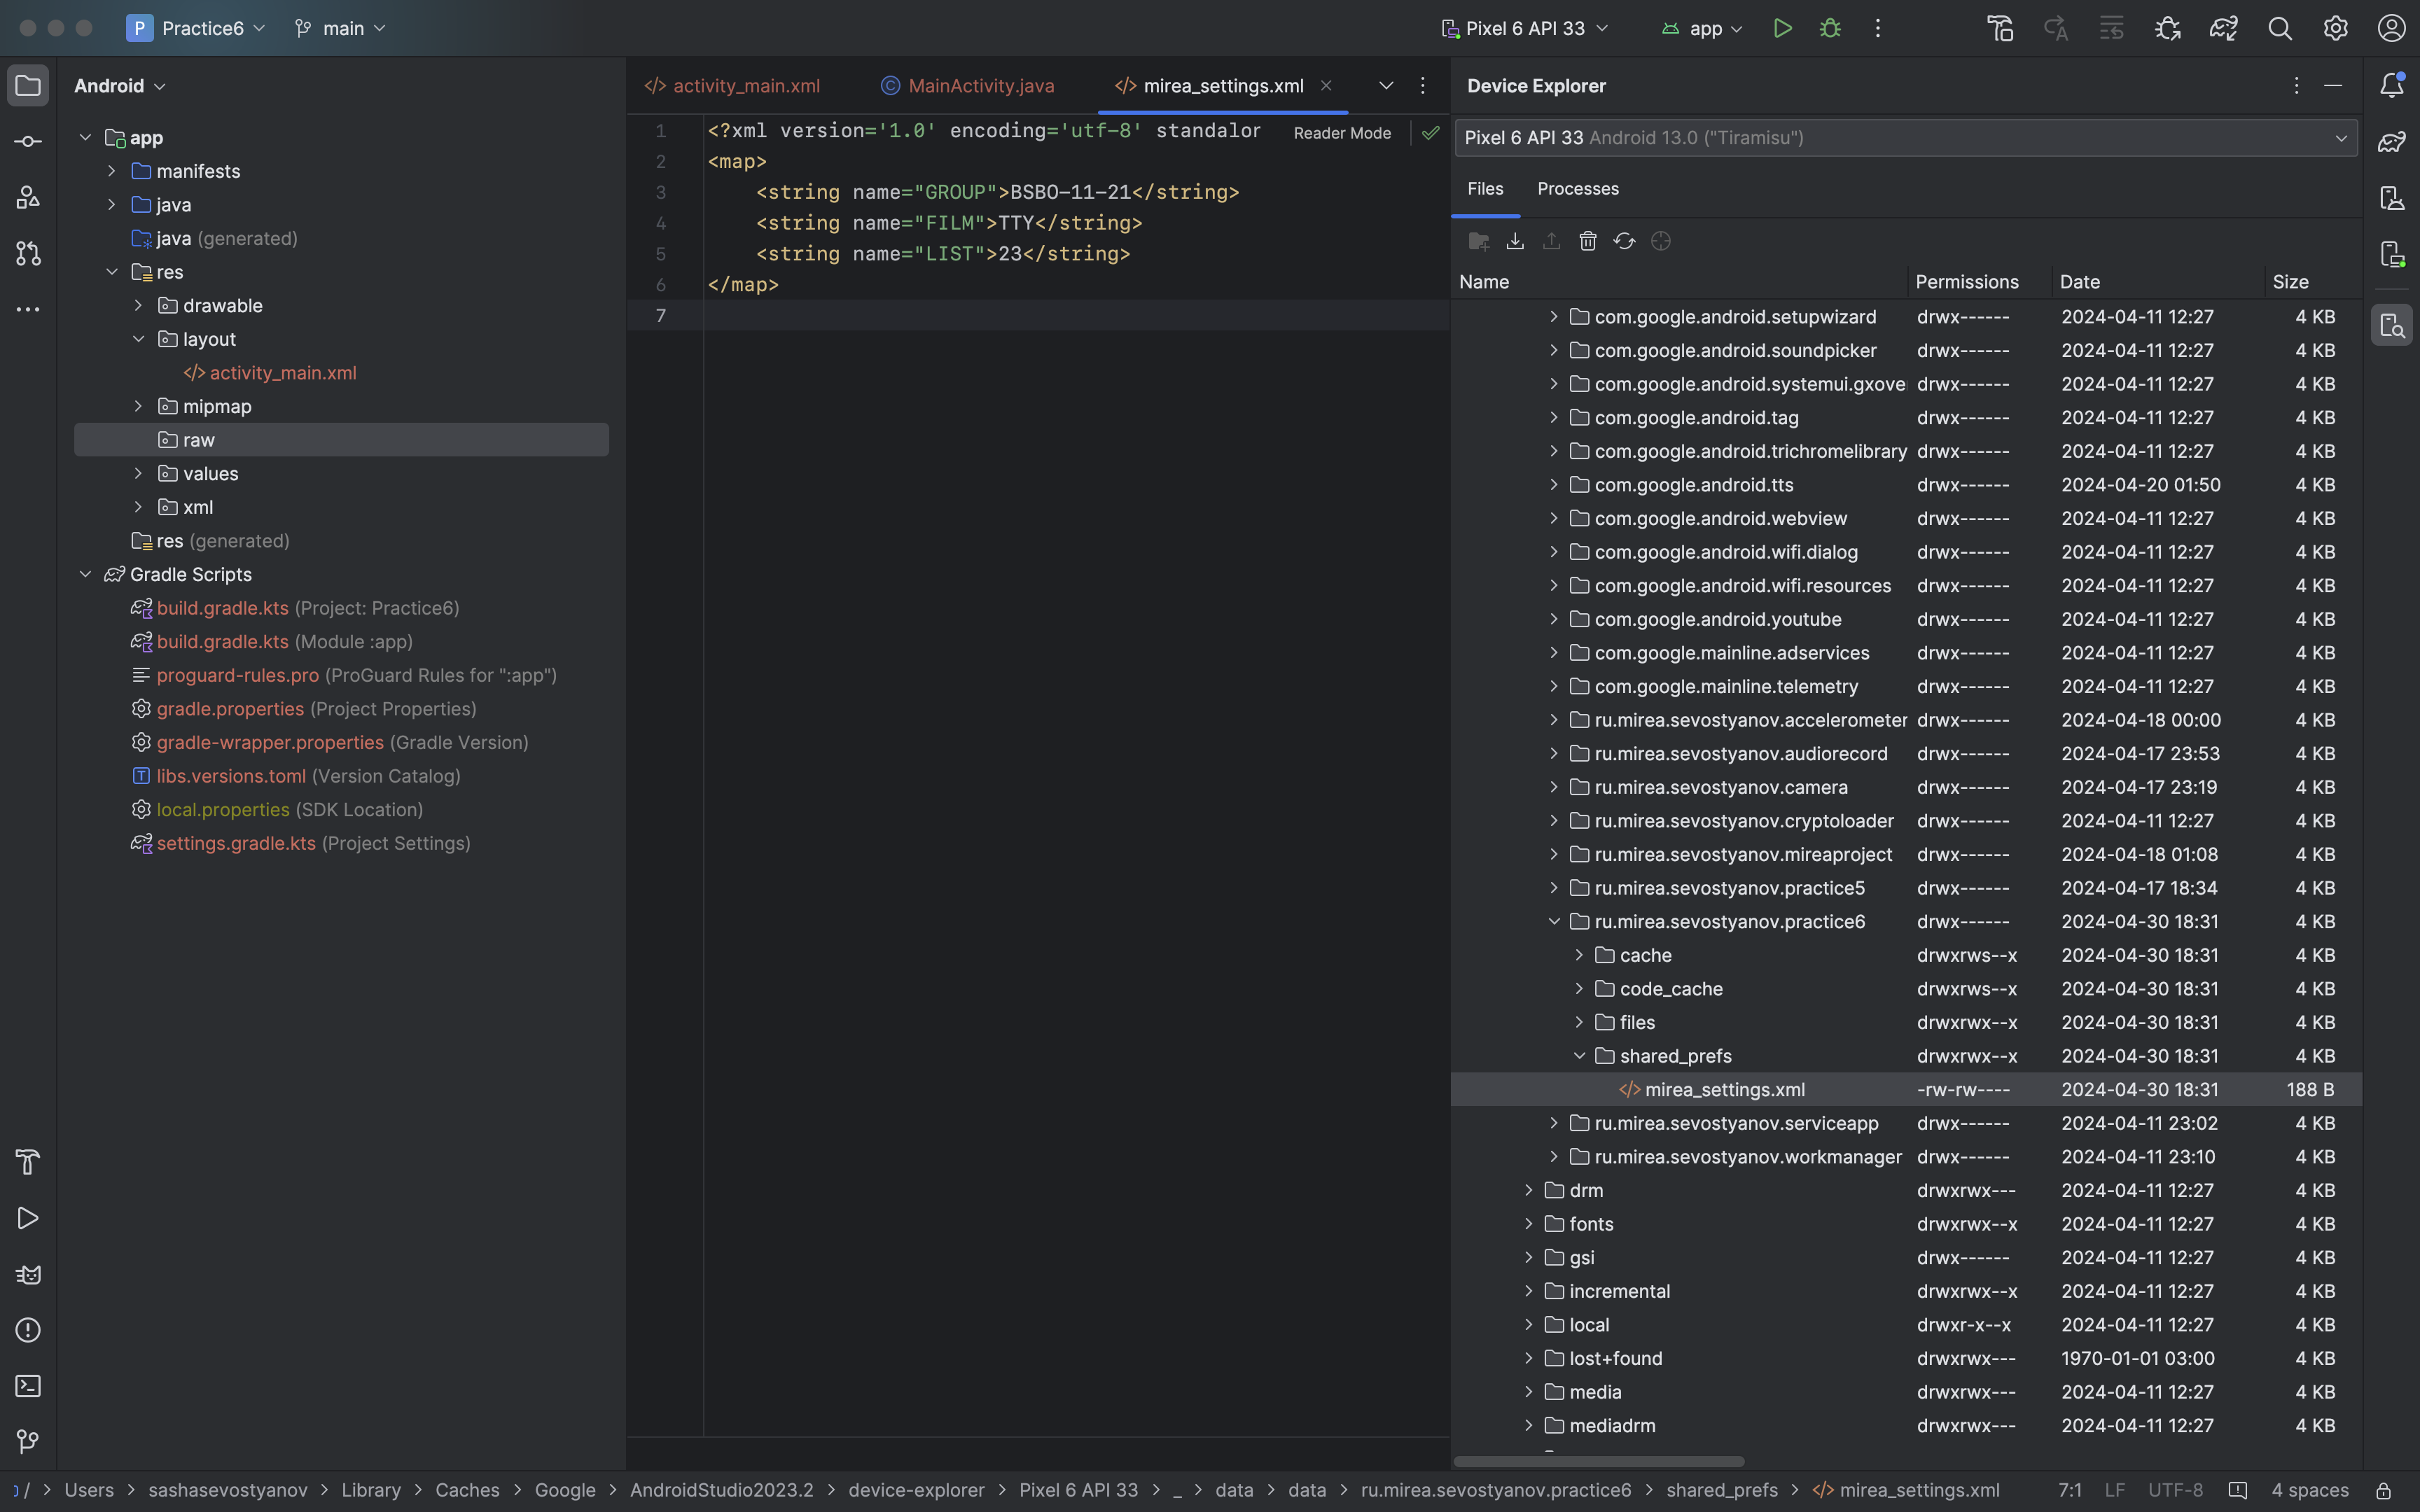 P Practice6 main Pixel 6 API 33 app
Android
app
manifests
java
java (generated)
res
drawable
layout
</> activity_main.xml
mipmap
raw
values
xml
res (generated)
Gradle Scripts
build.gradle.kts (Project: Practice6)
build.gradle.kts (Module :app)
proguard-rules.pro (ProGuard Rules for ":app")
gradle.properties (Project Properties)
gradle-wrapper.properties (Gradle Version)
libs.versions.toml (Version Catalog)
local.properties (SDK Location)
settings.gradle.kts (Project Settings)
</> activity_main.xml MainActivity.java </> mirea_settings.xml
Reader Mode
1 <?xml version='1.0' encoding='utf-8' standalor
2 <map>
3 <string name="GROUP">BSBO-11-21</string>
4 <string name="FILM">TTY</string>
5 <string name="LIST">23</string>
6 </map>
7
Device Explorer
Pixel 6 API 33 Android 13.0 ("Tiramisu")
Files Processes
Name Permissions Date Size
com.google.android.setupwizard drwx------ 2024-04-11 12:27 4 KB
com.google.android.soundpicker drwx------ 2024-04-11 12:27 4 KB
com.google.android.systemui.gxove drwx------ 2024-04-11 12:27 4 KB
com.google.android.tag drwx------ 2024-04-11 12:27 4 KB
com.google.android.trichromelibrary drwx------ 2024-04-11 12:27 4 KB
com.google.android.tts drwx------ 2024-04-20 01:50 4 KB
com.google.android.webview drwx------ 2024-04-11 12:27 4 KB
com.google.android.wifi.dialog drwx------ 2024-04-11 12:27 4 KB
com.google.android.wifi.resources drwx------ 2024-04-11 12:27 4 KB
com.google.android.youtube drwx------ 2024-04-11 12:27 4 KB
com.google.mainline.adservices drwx------ 2024-04-11 12:27 4 KB
com.google.mainline.telemetry drwx------ 2024-04-11 12:27 4 KB
ru.mirea.sevostyanov.accelerometer drwx------ 2024-04-18 00:00 4 KB
ru.mirea.sevostyanov.audiorecord drwx------ 2024-04-17 23:53 4 KB
ru.mirea.sevostyanov.camera drwx------ 2024-04-17 23:19 4 KB
ru.mirea.sevostyanov.cryptoloader drwx------ 2024-04-11 12:27 4 KB
ru.mirea.sevostyanov.mireaproject drwx------ 2024-04-18 01:08 4 KB
ru.mirea.sevostyanov.practice5 drwx------ 2024-04-17 18:34 4 KB
ru.mirea.sevostyanov.practice6 drwx------ 2024-04-30 18:31 4 KB
cache drwxrws--x 2024-04-30 18:31 4 KB
code_cache drwxrws--x 2024-04-30 18:31 4 KB
files drwxrwx--x 2024-04-30 18:31 4 KB
shared_prefs drwxrwx--x 2024-04-30 18:31 4 KB
</> mirea_settings.xml -rw-rw---- 2024-04-30 18:31 188 B
ru.mirea.sevostyanov.serviceapp drwx------ 2024-04-11 23:02 4 KB
ru.mirea.sevostyanov.workmanager drwx------ 2024-04-11 23:10 4 KB
drm drwxrwx--- 2024-04-11 12:27 4 KB
fonts drwxrwx--x 2024-04-11 12:27 4 KB
gsi drwx------ 2024-04-11 12:27 4 KB
incremental drwxrwx--x 2024-04-11 12:27 4 KB
local drwxr-x--x 2024-04-11 12:27 4 KB
lost+found drwxrwx--- 1970-01-01 03:00 4 KB
media drwxrwx--- 2024-04-11 12:27 4 KB
mediadrm drwxrwx--- 2024-04-11 12:27 4 KB
/ > Users > sashasevostyanov > Library > Caches > Google > AndroidStudio2023.2 > device-explorer > Pixel 6 API 33 > _ > data > data > ru.mirea.sevostyanov.practice6 > shared_prefs > </> mirea_settings.xml 7:1 LF UTF-8 4 spaces